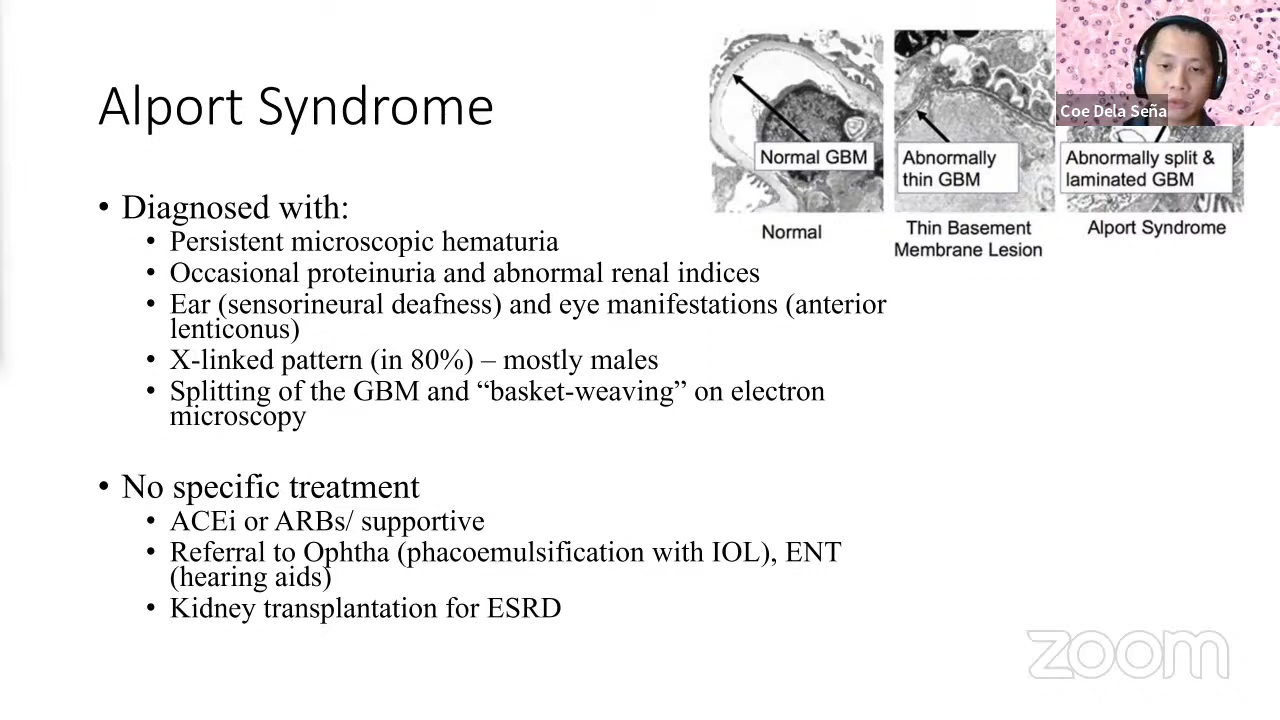 Alport Syndrome
• Diagnosed with:
• Persistent microscopic hematuria
• Occasional proteinuria and abnormal renal indices
• Ear (sensorineural deafness) and eye manifestations (anterior
lenticonus)
• X-linked pattern (in 80%) – mostly males
• Splitting of the GBM and “basket-weaving” on electron
microscopy
• No specific treatment
• ACEi or ARBs/ supportive
• Referral to Ophtha (phacoemulsification with IOL), ENT
(hearing aids)
• Kidney transplantation for ESRD
Normal GBM
Normal
Abnormally
thin GBM
Thin Basement
Membrane Lesion
Abnormally split &
laminated GBM
Alport Syndrome
Coe Dela Seña
zoom